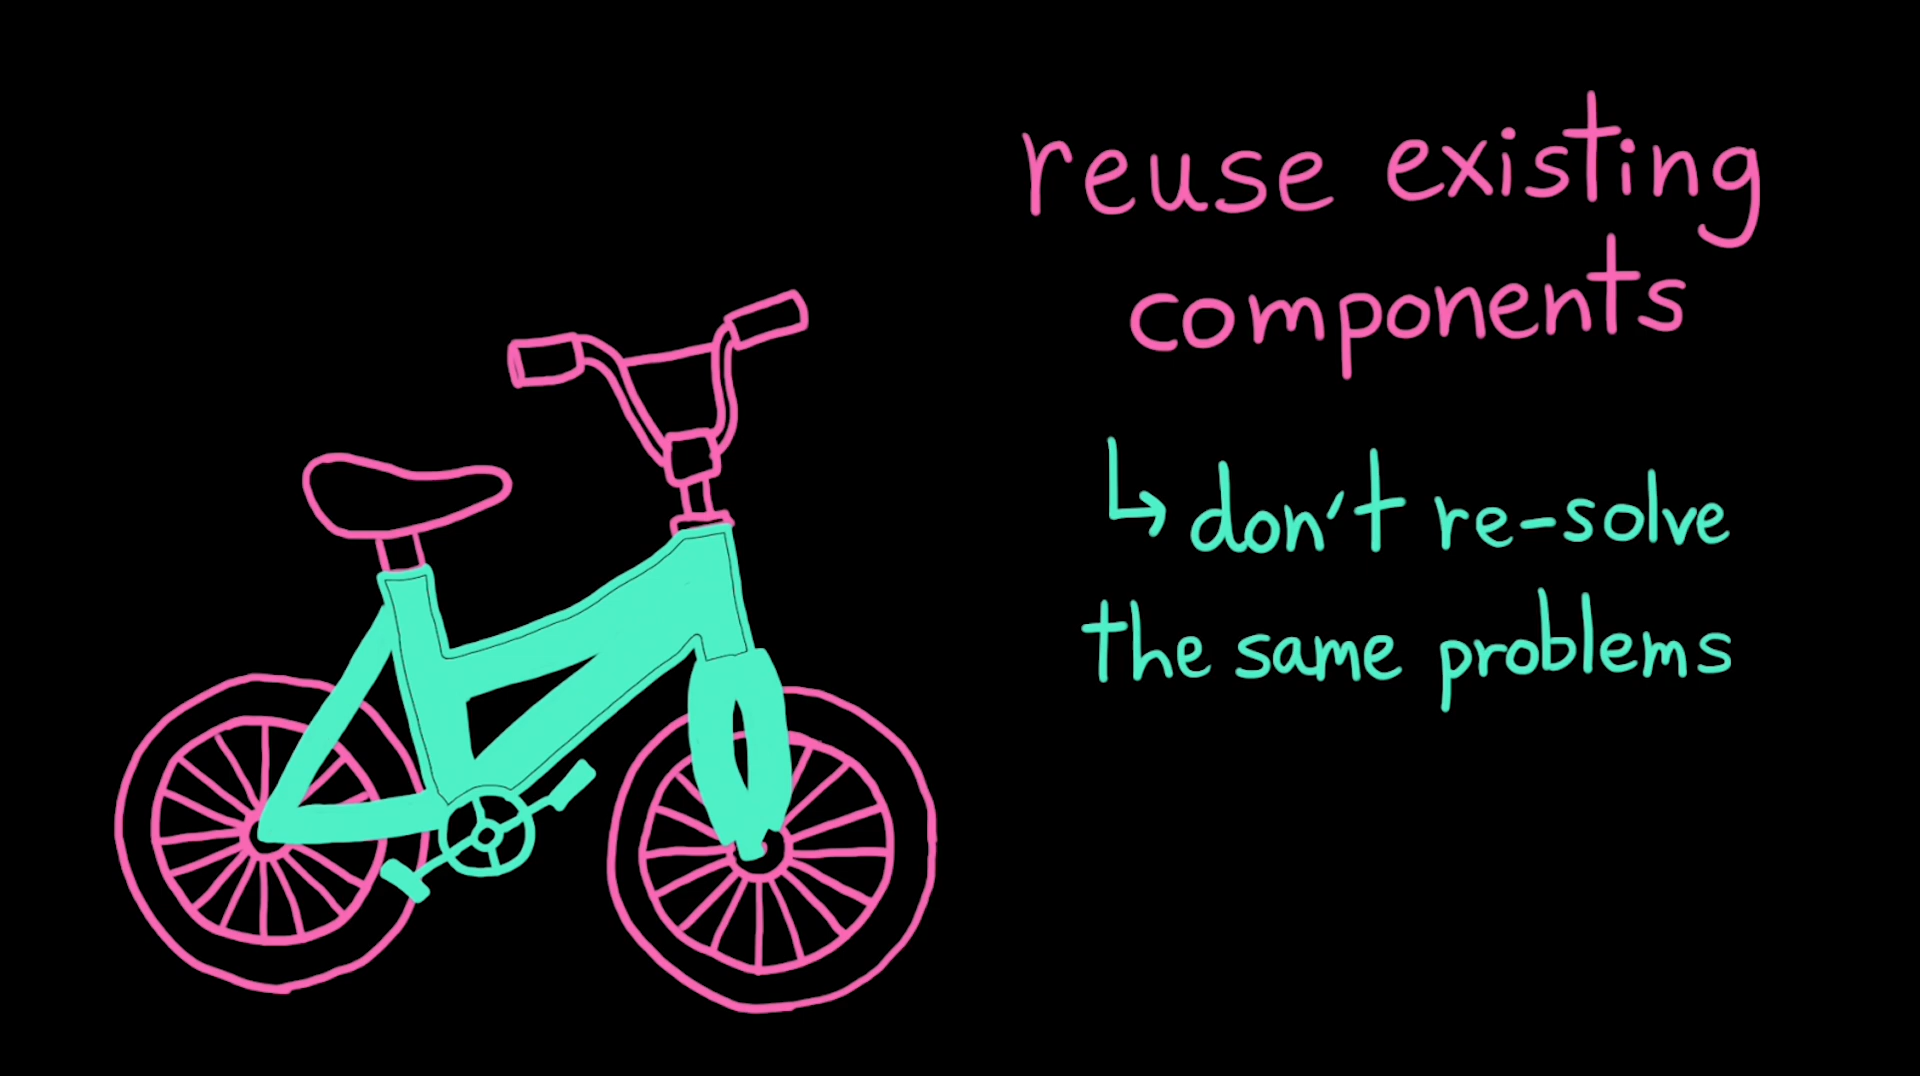 reuse existing
components
↳ don't re-solve
the same problems